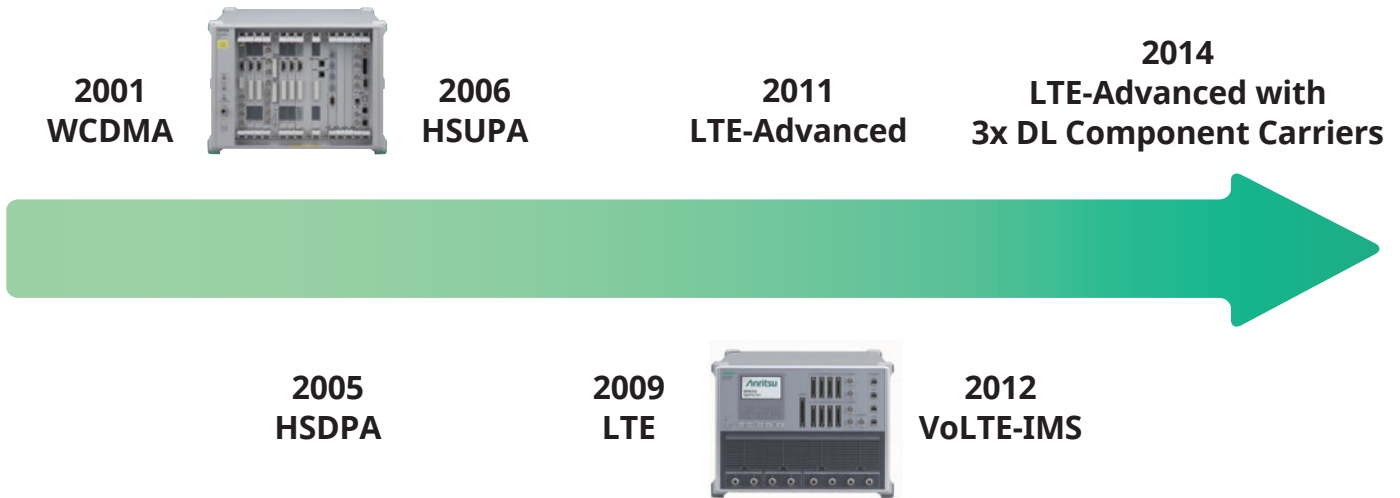 2001
WCDMA
2006
HSUPA
2011
LTE-Advanced
2014
LTE-Advanced with
3x DL Component Carriers
2005
HSDPA
2009
LTE
Anritsu
2012
VoLTE-IMS